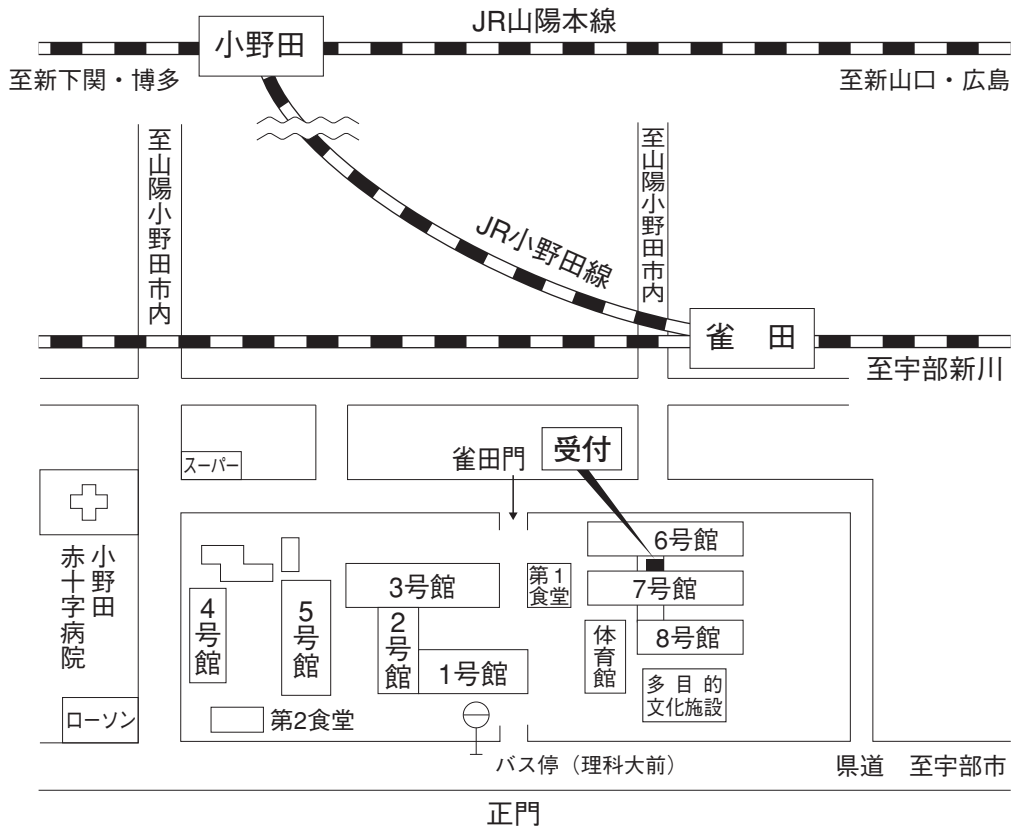 JR山陽本線
小野田
至新下関・博多
至新山口・広島
至山陽小野田市内
至山陽小野田市内
JR小野田線
雀　田
至宇部新川
スーパー
雀田門
受付
小野田
赤十字病院
6号館
3号館
第1
食堂
7号館
4号館
5号館
2号館
体育館
8号館
1号館
多目的
文化施設
ローソン
第2食堂
バス停（理科大前）
県道　至宇部市
正門